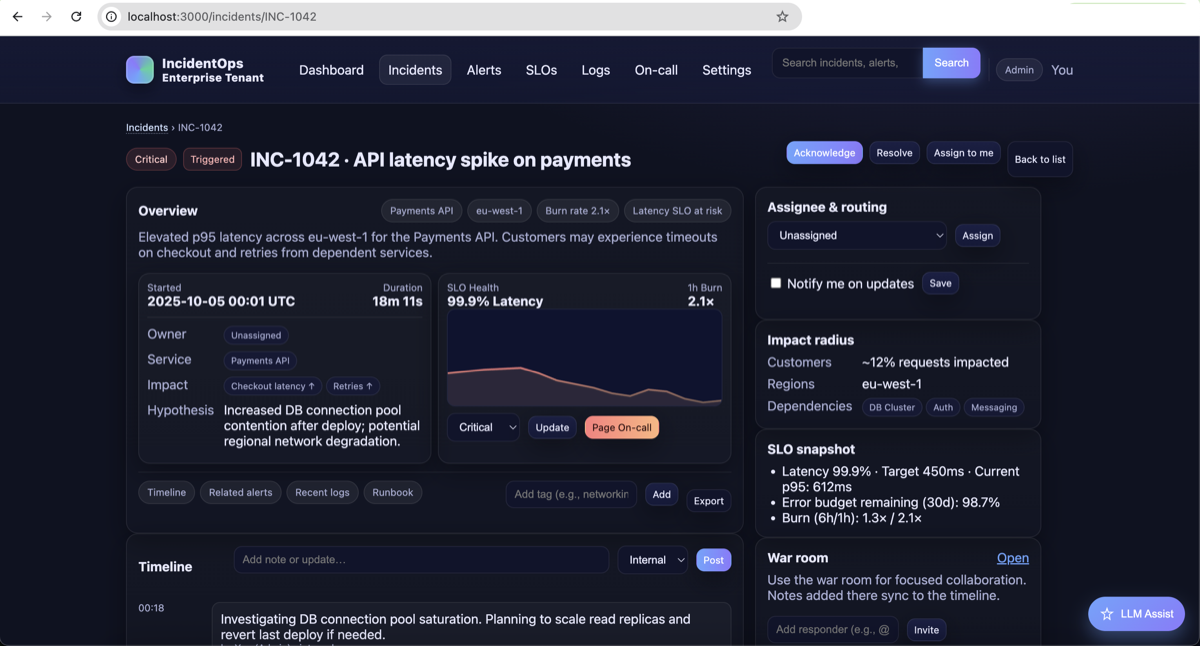 localhost:3000/incidents/INC-1042
IncidentOps
Enterprise Tenant
Dashboard Incidents Alerts SLOs Logs On-call Settings
Search incidents, alerts,
Search
Admin
You
Incidents › INC-1042
Critical
Triggered
INC-1042 · API latency spike on payments
Acknowledge
Resolve
Assign to me
Back to list
Overview
Payments API
eu-west-1
Burn rate 2.1×
Latency SLO at risk
Elevated p95 latency across eu-west-1 for the Payments API. Customers may experience timeouts
on checkout and retries from dependent services.
Started
2025-10-05 00:01 UTC
Duration
18m 11s
Owner Unassigned
Service Payments API
Impact Checkout latency ↑ Retries ↑
Hypothesis Increased DB connection pool
contention after deploy; potential
regional network degradation.
SLO Health
99.9% Latency
1h Burn
2.1×
Critical
Update
Page On-call
Timeline
Related alerts
Recent logs
Runbook
Add tag (e.g., networkin
Add
Export
Timeline
Add note or update…
Internal
Post
00:18
Investigating DB connection pool saturation. Planning to scale read replicas and
revert last deploy if needed.
Assignee & routing
Unassigned
Assign
Notify me on updates
Save
Impact radius
Customers ~12% requests impacted
Regions eu-west-1
Dependencies DB Cluster Auth Messaging
SLO snapshot
• Latency 99.9% · Target 450ms · Current
p95: 612ms
• Error budget remaining (30d): 98.7%
• Burn (6h/1h): 1.3× / 2.1×
War room
Open
Use the war room for focused collaboration.
Notes added there sync to the timeline.
Add responder (e.g., @
Invite
LLM Assist